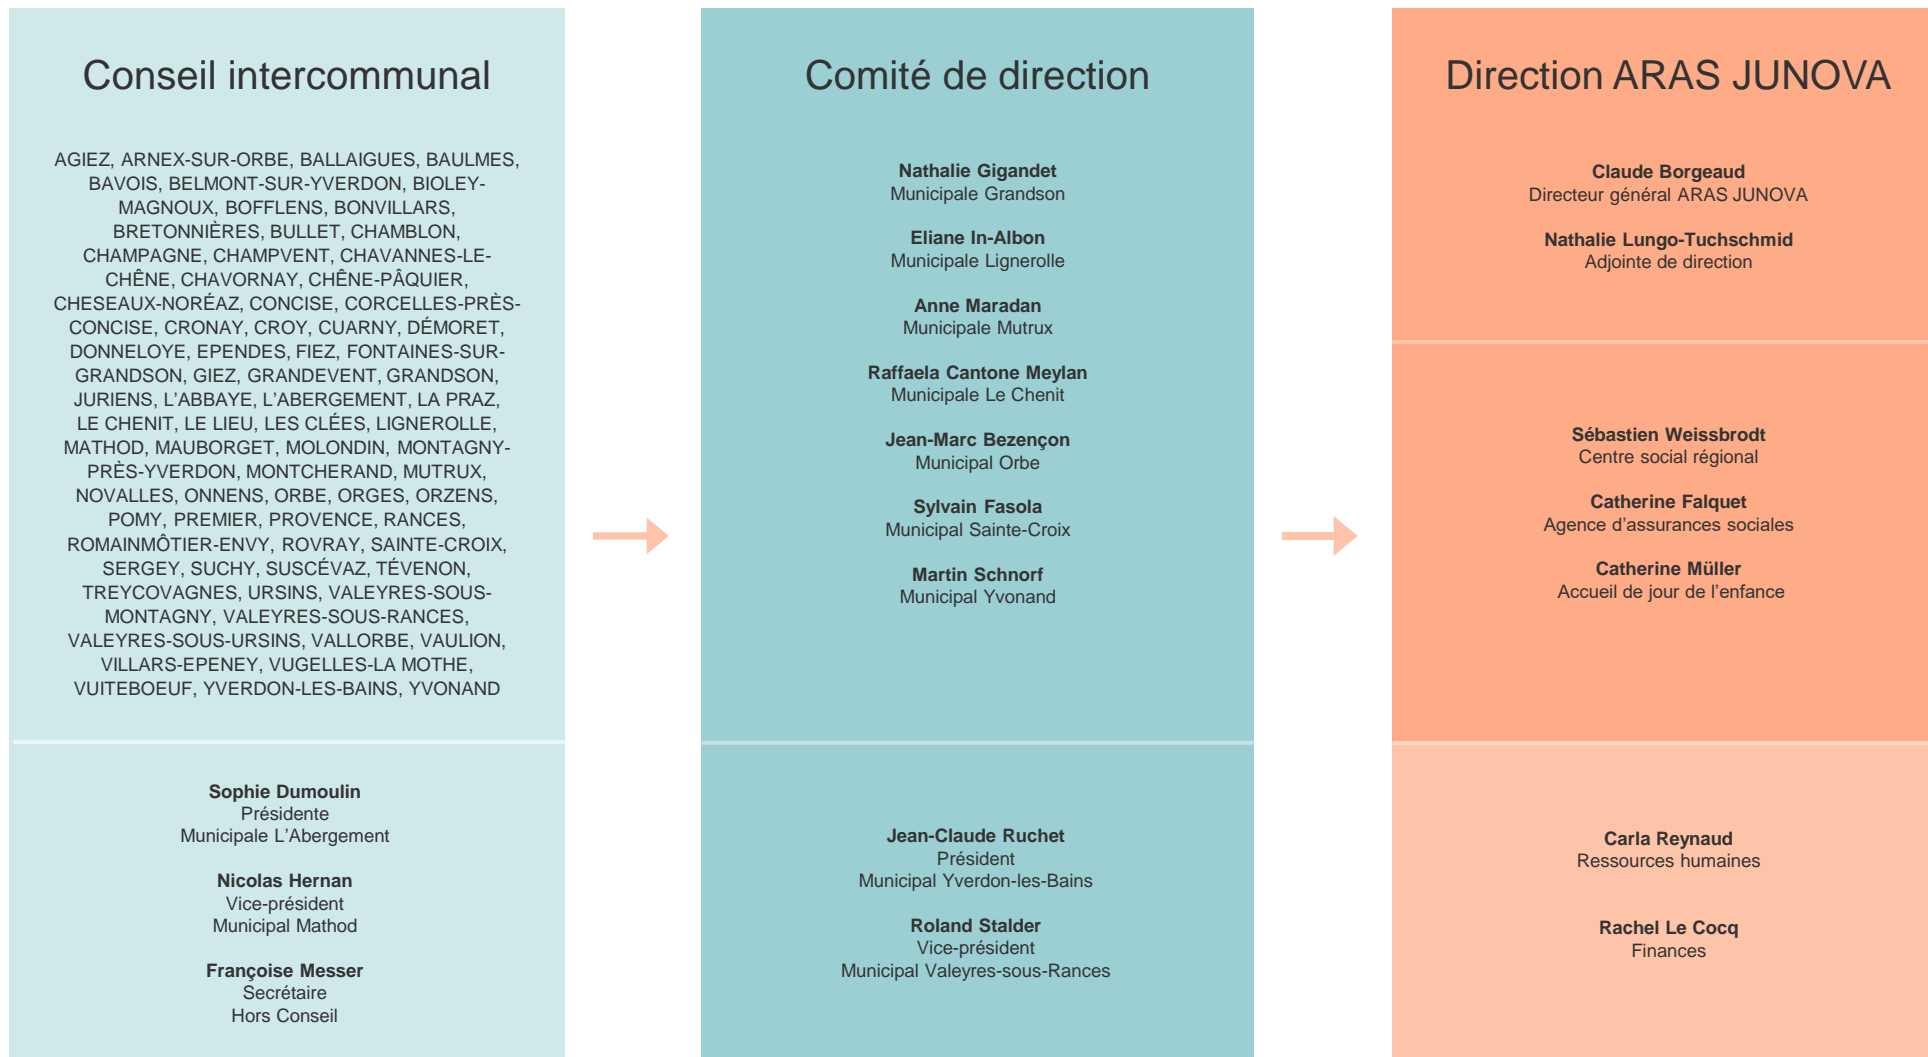 Conseil intercommunal
AGIEZ, ARNEX-SUR-ORBE, BALLAIGUES, BAULMES,
BAVOIS, BELMONT-SUR-YVERDON, BIOLEY-
MAGNOUX, BOFFLENS, BONVILLARS,
BRETONNIÈRES, BULLET, CHAMBLON,
CHAMPAGNE, CHAMPVENT, CHAVANNES-LE-
CHÊNE, CHAVORNAY, CHÊNE-PÂQUIER,
CHESEAUX-NORÉAZ, CONCISE, CORCELLES-PRÈS-
CONCISE, CRONAY, CROY, CUARNY, DÉMORET,
DONNELOYE, EPENDES, FIEZ, FONTAINES-SUR-
GRANDSON, GIEZ, GRANDEVENT, GRANDSON,
JURIENS, L'ABBAYE, L'ABERGEMENT, LA PRAZ,
LE CHENIT, LE LIEU, LES CLÉES, LIGNEROLLE,
MATHOD, MAUBORGET, MOLONDIN, MONTAGNY-
PRÈS-YVERDON, MONTCHERAND, MUTRUX,
NOVALLES, ONNENS, ORBE, ORGES, ORZENS,
POMY, PREMIER, PROVENCE, RANCES,
ROMAINMÔTIER-ENVY, ROVRAY, SAINTE-CROIX,
SERGEY, SUCHY, SUSCÉVAZ, TÉVENON,
TREYCOVAGNES, URSINS, VALEYRES-SOUS-
MONTAGNY, VALEYRES-SOUS-RANCES,
VALEYRES-SOUS-URSINS, VALLORBE, VAULION,
VILLARS-EPENEY, VUGELLES-LA MOTHE,
VUITEBOEUF, YVERDON-LES-BAINS, YVONAND
Sophie Dumoulin
Présidente
Municipale L'Abergement
Nicolas Hernan
Vice-président
Municipal Mathod
Françoise Messer
Secrétaire
Hors Conseil
Comité de direction
Nathalie Gigandet
Municipale Grandson
Eliane In-Albon
Municipale Lignerolle
Anne Maradan
Municipale Mutrux
Raffaela Cantone Meylan
Municipale Le Chenit
Jean-Marc Bezençon
Municipal Orbe
Sylvain Fasola
Municipal Sainte-Croix
Martin Schnorf
Municipal Yvonand
Jean-Claude Ruchet
Président
Municipal Yverdon-les-Bains
Roland Stalder
Vice-président
Municipal Valeyres-sous-Rances
Direction ARAS JUNOVA
Claude Borgeaud
Directeur général ARAS JUNOVA
Nathalie Lungo-Tuchschmid
Adjointe de direction
Sébastien Weissbrodt
Centre social régional
Catherine Falquet
Agence d'assurances sociales
Catherine Müller
Accueil de jour de l'enfance
Carla Reynaud
Ressources humaines
Rachel Le Cocq
Finances